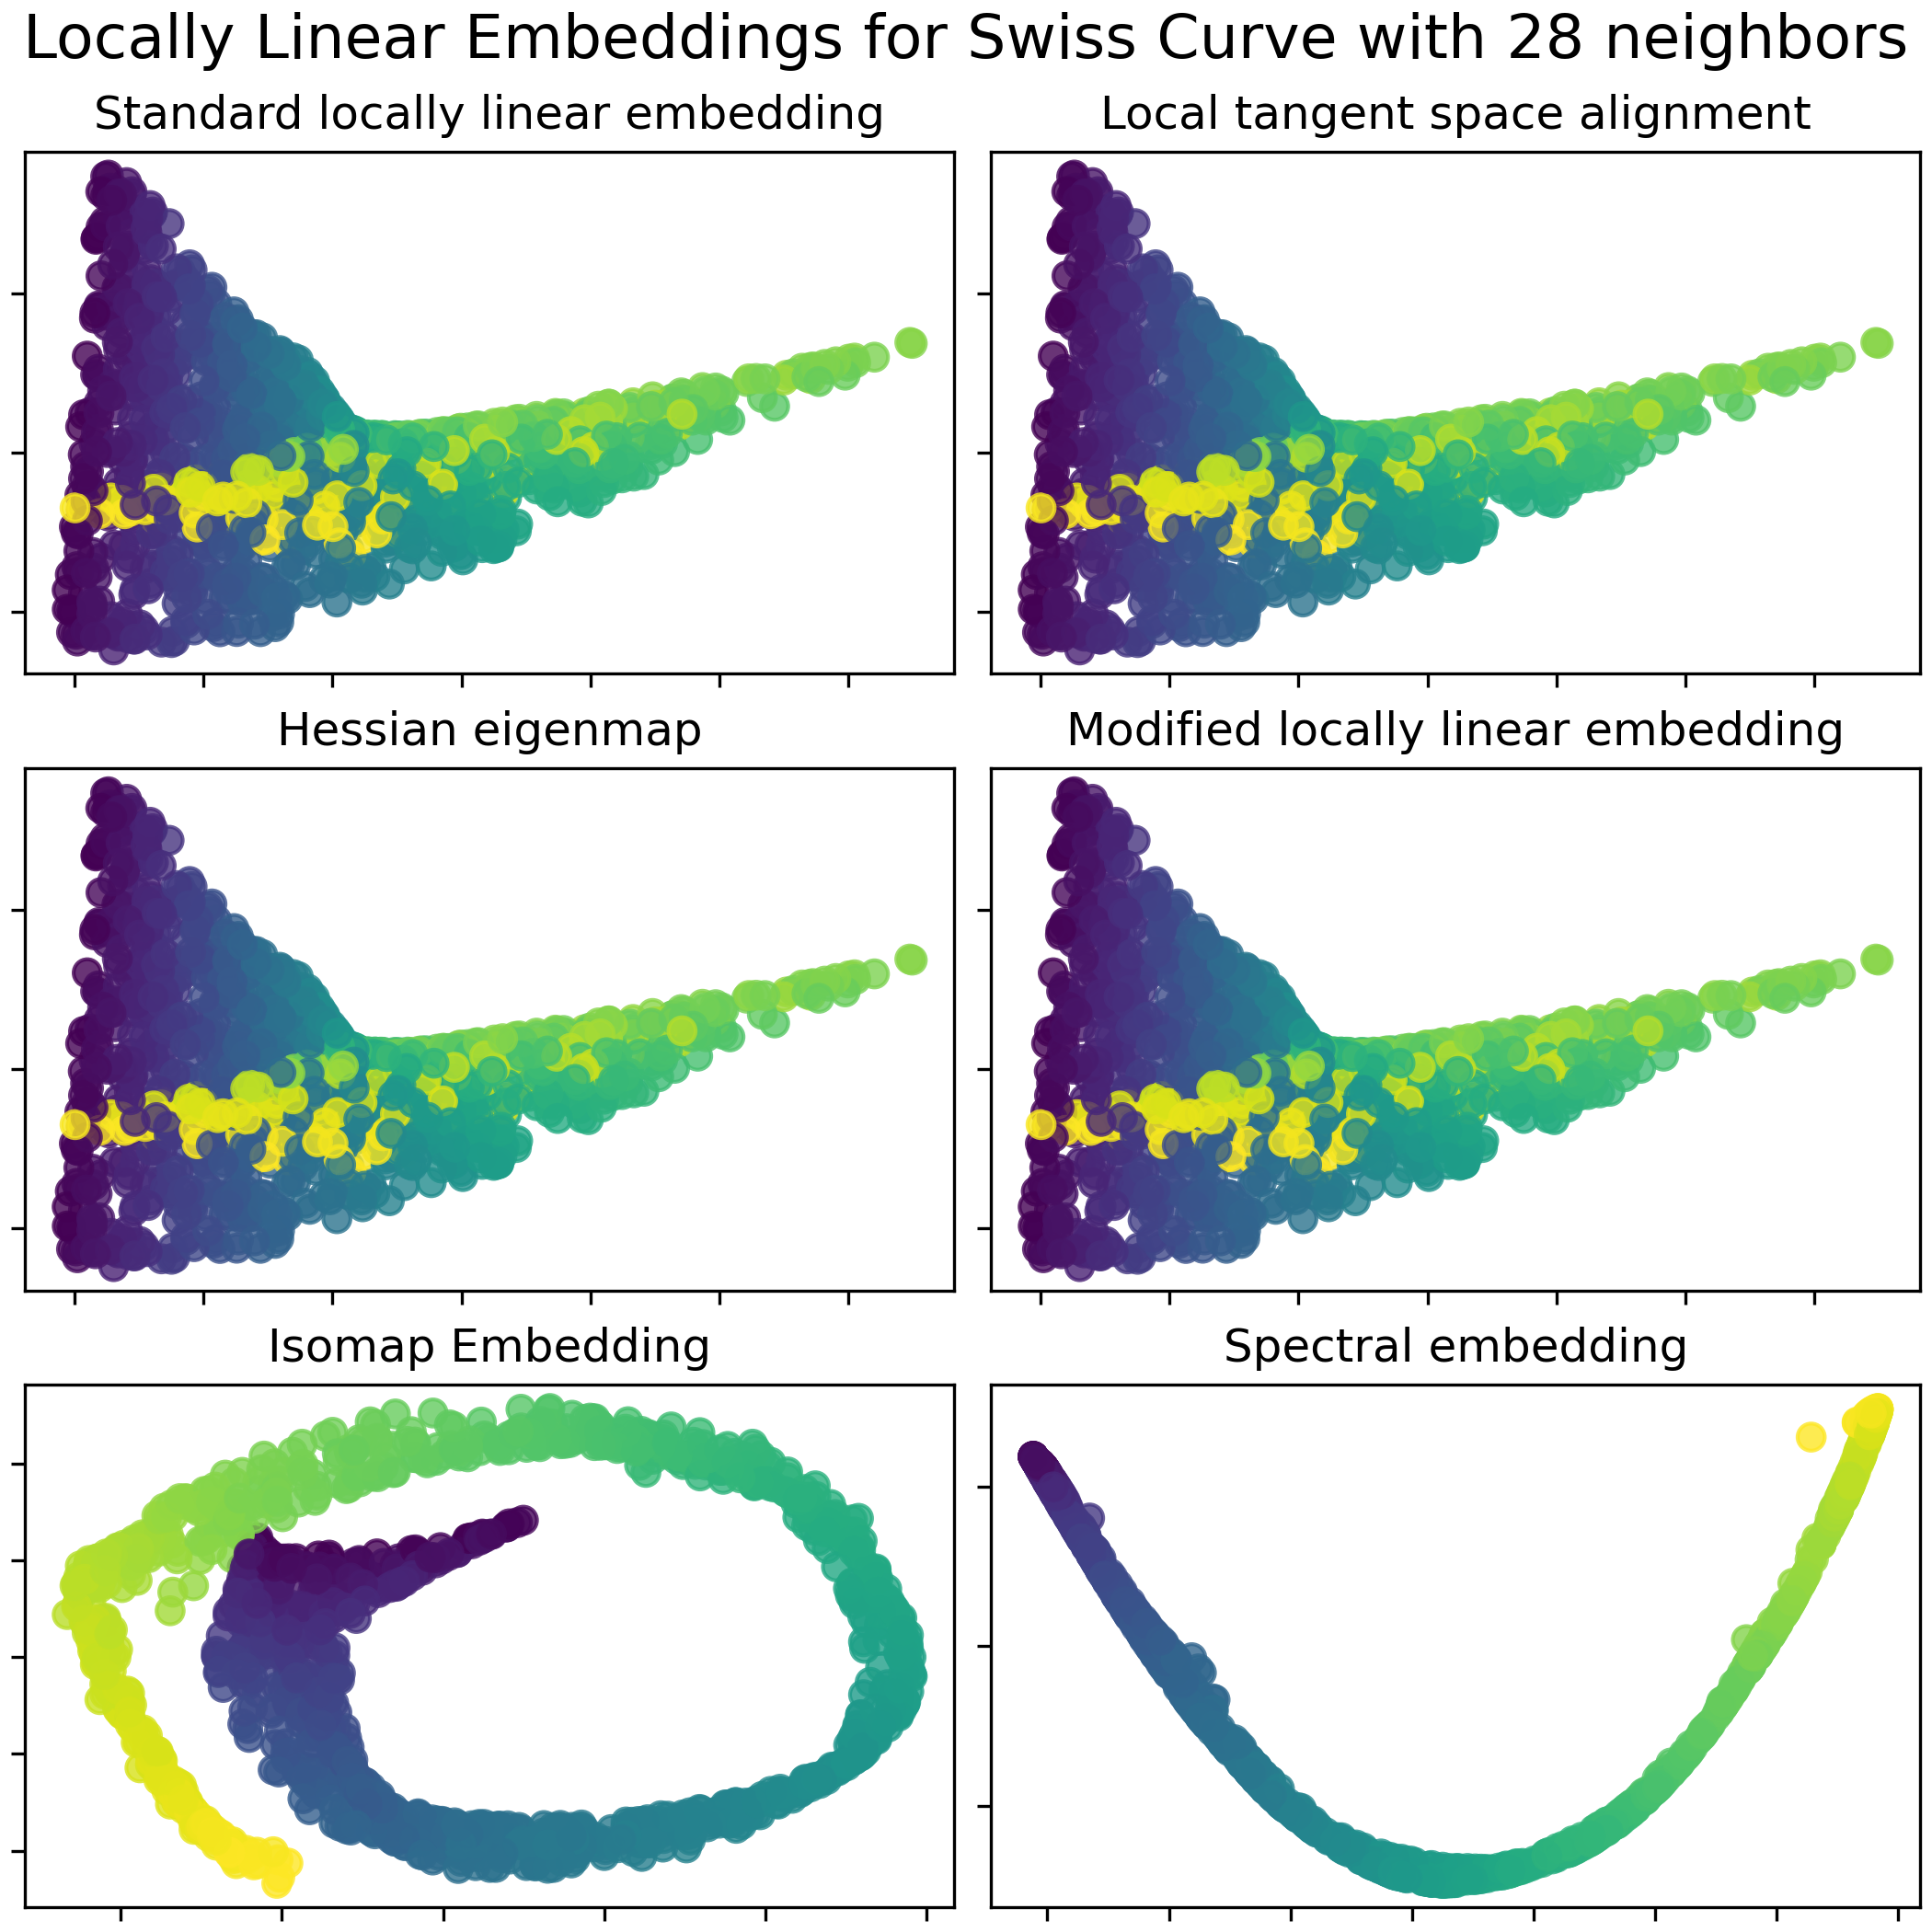 Locally Linear Embeddings for Swiss Curve with 28 neighbors
Standard locally linear embedding
Local tangent space alignment
Hessian eigenmap
Modified locally linear embedding
Isomap Embedding
Spectral embedding